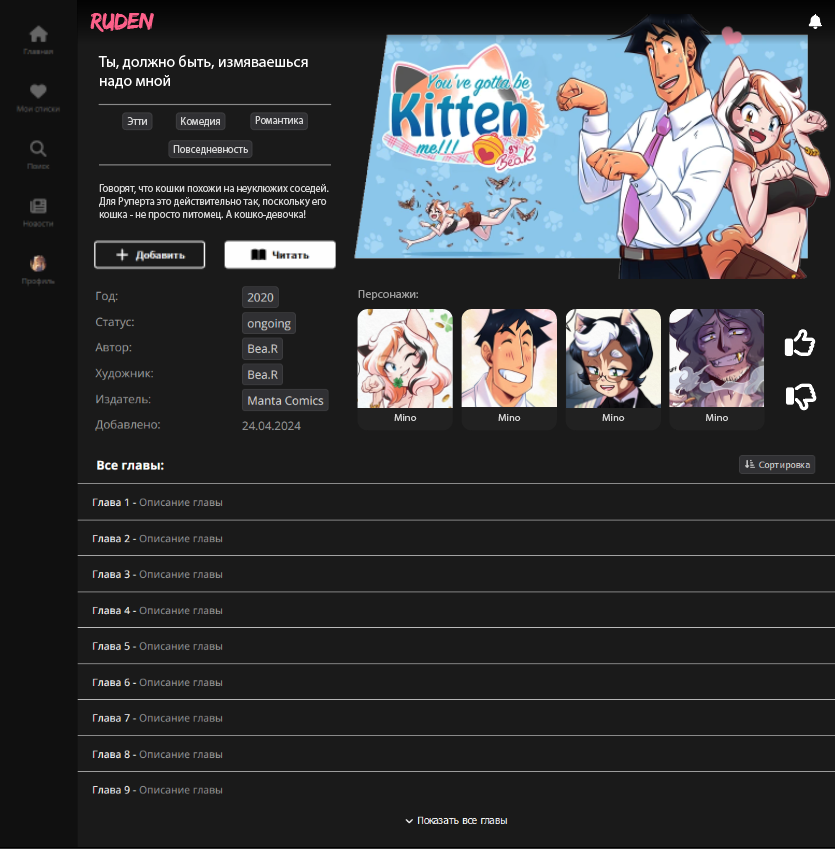 RUDEN
Главная
Мои списки
Поиск
Новости
Профиль
Ты, должно быть, измяваешься
надо мной
Этти
Комедия
Романтика
Повседневность
Говорят, что кошки похожи на неуклюжих соседей.
Для Руперта это действительно так, поскольку его
кошка - не просто питомец. А кошко-девочка!
Добавить
Читать
You've gotta be
Kitten
me!!!
BY
Bea.R
Год:
2020
Статус:
ongoing
Автор:
Bea.R
Художник:
Bea.R
Издатель:
Manta Comics
Добавлено:
24.04.2024
Персонажи:
Mino
Mino
Mino
Mino
Все главы:
Сортировка
Глава 1 - Описание главы
Глава 2 - Описание главы
Глава 3 - Описание главы
Глава 4 - Описание главы
Глава 5 - Описание главы
Глава 6 - Описание главы
Глава 7 - Описание главы
Глава 8 - Описание главы
Глава 9 - Описание главы
Показать все главы